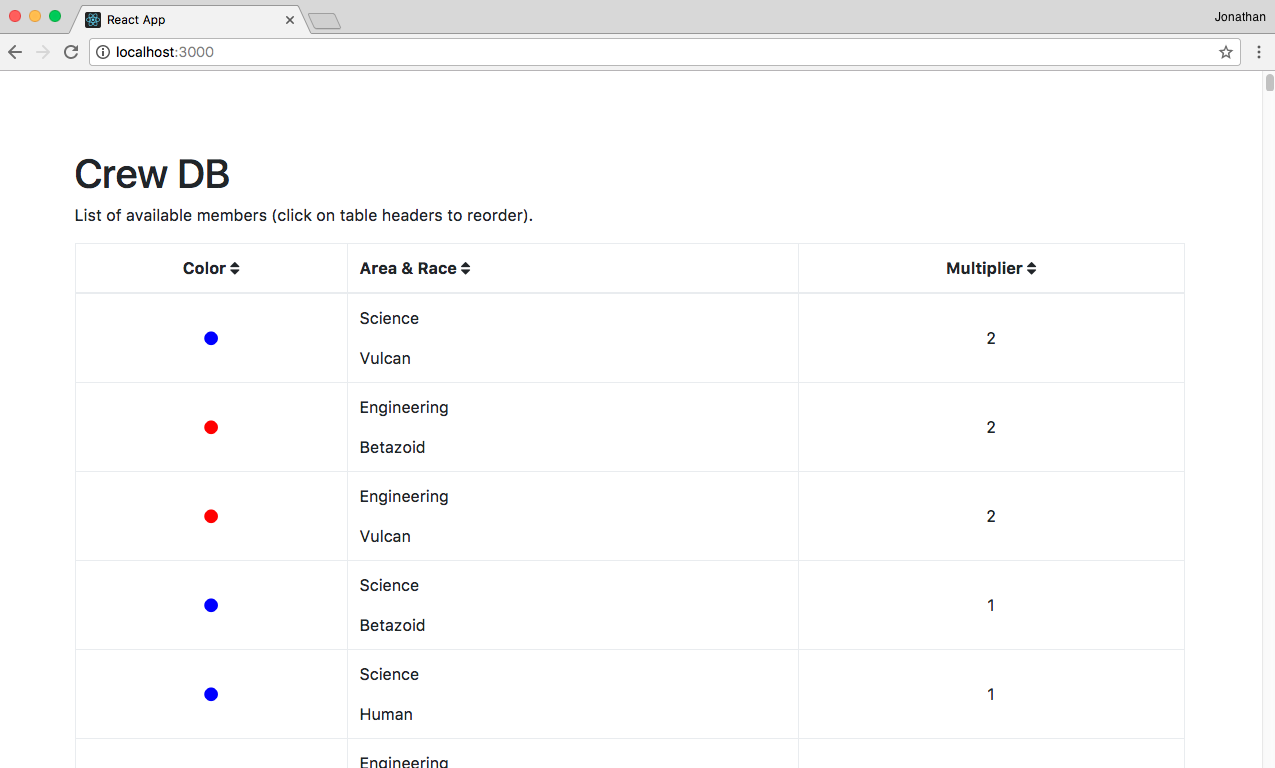 React App
Jonathan
localhost:3000
Crew DB
List of available members (click on table headers to reorder).
Color Area & Race Multiplier
Science
Vulcan
2
Engineering
Betazoid
2
Engineering
Vulcan
2
Science
Betazoid
1
Science
Human
1
Engineering